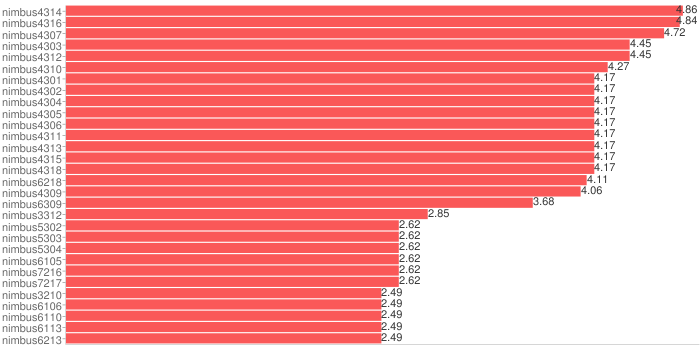 nimbus4314 4.86
nimbus4316 4.84
nimbus4307 4.72
nimbus4303 4.45
nimbus4312 4.45
nimbus4310 4.27
nimbus4301 4.17
nimbus4302 4.17
nimbus4304 4.17
nimbus4305 4.17
nimbus4306 4.17
nimbus4311 4.17
nimbus4313 4.17
nimbus4315 4.17
nimbus4318 4.17
nimbus6218 4.11
nimbus4309 4.06
nimbus6309 3.68
nimbus3312 2.85
nimbus5302 2.62
nimbus5303 2.62
nimbus5304 2.62
nimbus6105 2.62
nimbus7216 2.62
nimbus7217 2.62
nimbus3210 2.49
nimbus6106 2.49
nimbus6110 2.49
nimbus6113 2.49
nimbus6213 2.49